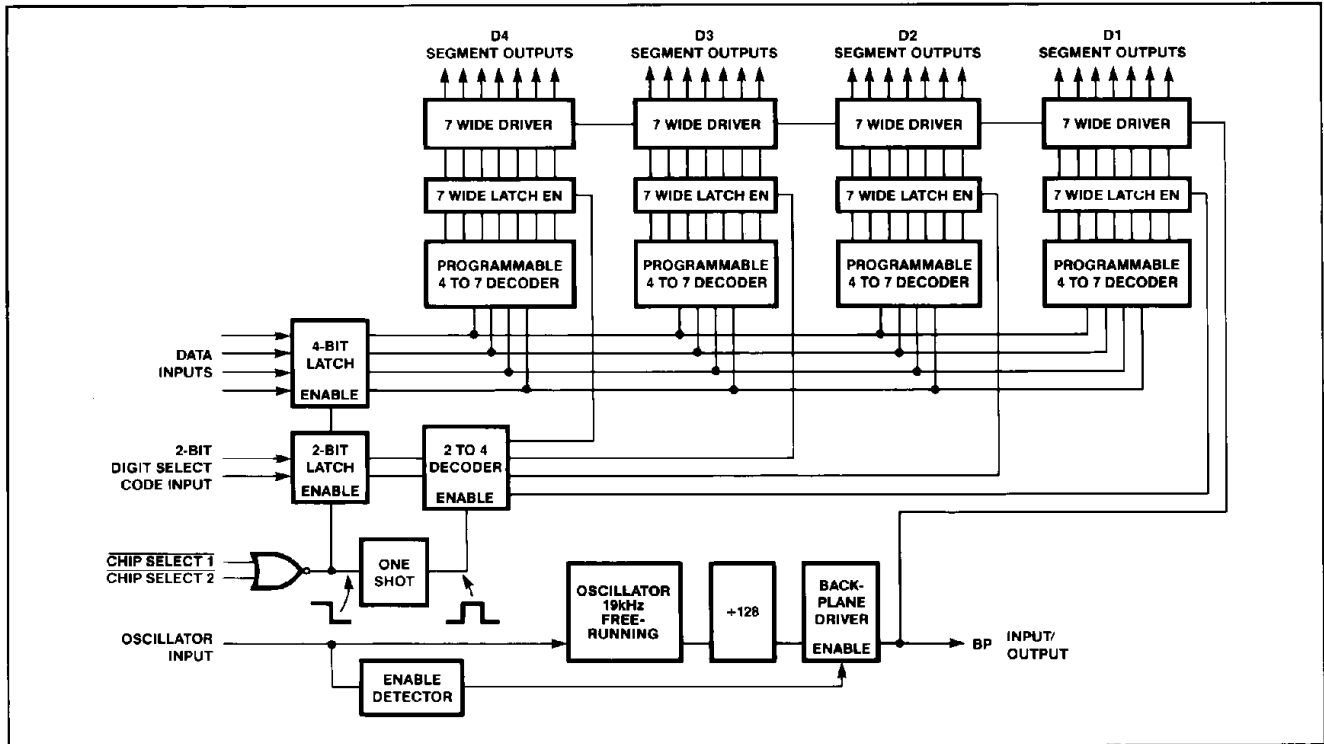 D4
SEGMENT OUTPUTS
D3
SEGMENT OUTPUTS
D2
SEGMENT OUTPUTS
D1
SEGMENT OUTPUTS
7 WIDE DRIVER
7 WIDE DRIVER
7 WIDE DRIVER
7 WIDE DRIVER
7 WIDE LATCH EN
7 WIDE LATCH EN
7 WIDE LATCH EN
7 WIDE LATCH EN
PROGRAMMABLE
4 TO 7 DECODER
PROGRAMMABLE
4 TO 7 DECODER
PROGRAMMABLE
4 TO 7 DECODER
PROGRAMMABLE
4 TO 7 DECODER
DATA
INPUTS
4-BIT
LATCH
ENABLE
2-BIT
DIGIT SELECT
CODE INPUT
2-BIT
LATCH
ENABLE
2 TO 4
DECODER
ENABLE
CHIP SELECT 1
CHIP SELECT 2
ONE
SHOT
OSCILLATOR
INPUT
ENABLE
DETECTOR
OSCILLATOR
19kHz
FREE-
RUNNING
÷128
BACK-
PLANE
DRIVER
ENABLE
BP
INPUT/
OUTPUT